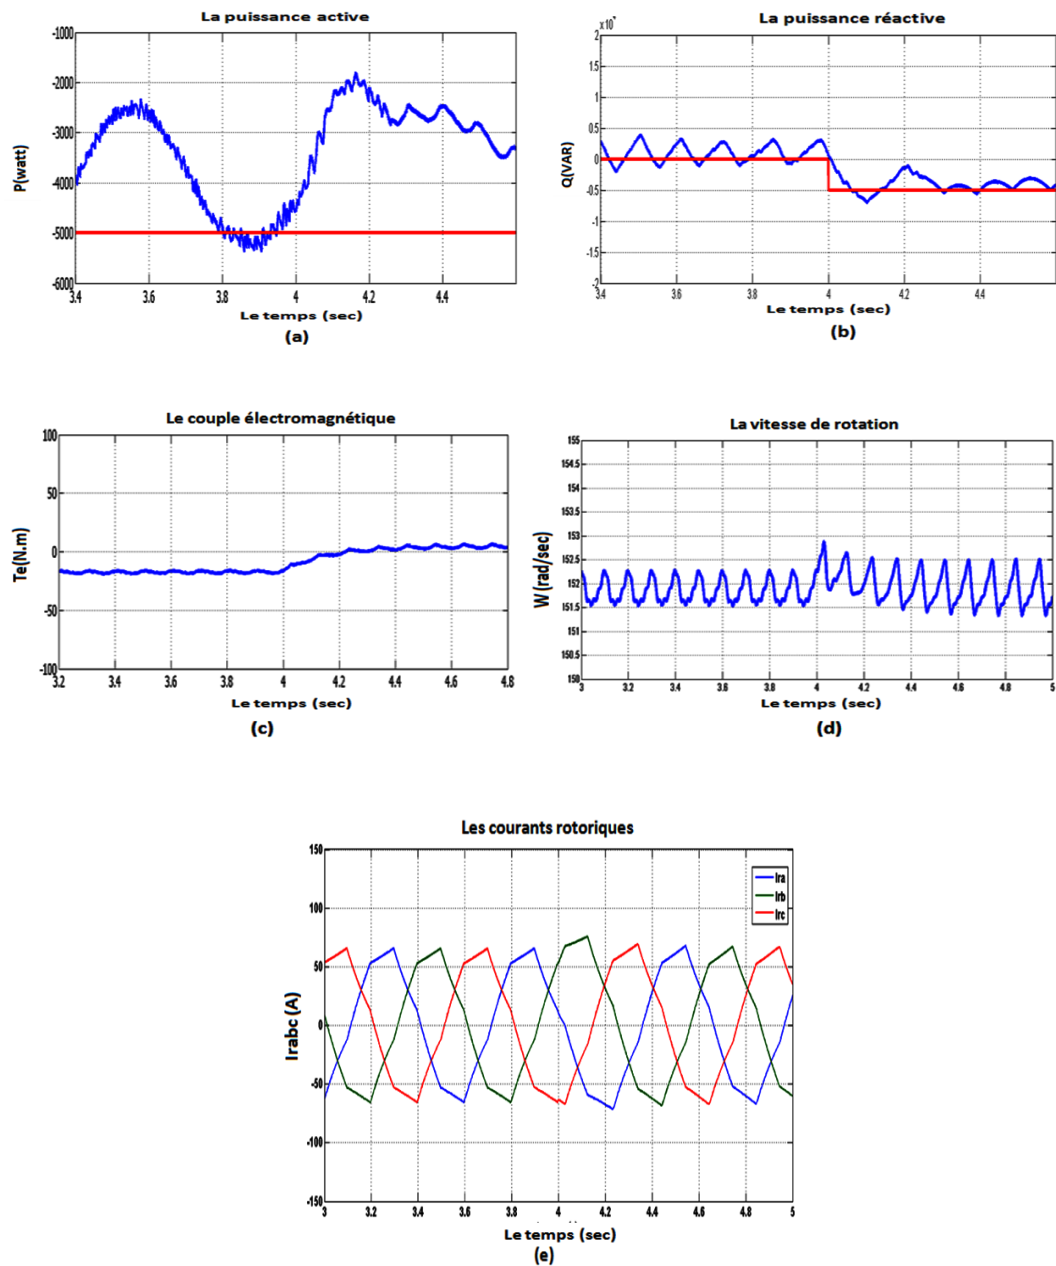 La puissance active
-1000
-2000
-3000
-4000
-5000
-6000
P(watt)
3.4 3.6 3.8 4 4.2 4.4
Le temps (sec)
(a)
La puissance réactive
2
1.5
1
0.5
0
-0.5
-1
-1.5
-2
Q(VAR)
3.4 3.6 3.8 4 4.2 4.4
Le temps (sec)
(b)
Le couple électromagnétique
100
50
0
-50
-100
Te(N.m)
3.2 3.4 3.6 3.8 4 4.2 4.4 4.6 4.8
Le temps (sec)
(c)
La vitesse de rotation
155
154.5
154
153.5
153
152.5
152
151.5
151
150.5
150
W (rad/sec)
3 3.2 3.4 3.6 3.8 4 4.2 4.4 4.6 4.8 5
Le temps (sec)
(d)
Les courants rotoriques
150
100
50
0
-50
-100
-150
Irabc (A)
Ira
Irb
Irc
3 3.2 3.4 3.6 3.8 4 4.2 4.4 4.6 4.8 5
Le temps (sec)
(e)